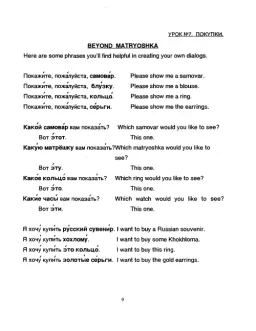 УРОК №7. ПОКУПКИ.
BEYOND MATRYOSHKA
Here are some phrases you'll find helpful in creating your own dialogs.
Покажи́те, пожа́луйста, самова́р. Please show me a samovar.
Покажи́те, пожа́луйста, блу́зку. Please show me a blouse.
Покажи́те, пожа́луйста, кольцо́. Please show me a ring.
Покажи́те, пожа́луйста, се́рьги. Please show me the earrings.
Како́й самова́р вам показа́ть? Which samovar would you like to see?
Вот э́тот. This one.
Каку́ю матрёшку вам показа́ть?Which matryoshka would you like to
see?
Вот э́ту. This one.
Како́е кольцо́ вам показа́ть? Which ring would you like to see?
Вот э́то. This one.
Каки́е часы́ вам показа́ть? Which watch would you like to see?
Вот э́ти. This one.
Я хочу́ купи́ть ру́сский сувени́р. I want to buy a Russian souvenir.
Я хочу́ купи́ть хохлому́. I want to buy some Khokhloma.
Я хочу́ купи́ть э́то кольцо́. I want to buy this ring.
Я хочу́ купи́ть золоты́е се́рьги. I want to buy the gold earrings.
9